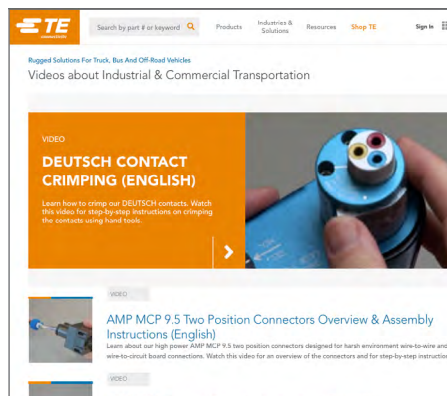 TE
connectivity
Search by part # or keyword
Products
Industries &
Solutions
Resources
Shop TE
Sign In
Rugged Solutions For Truck, Bus And Off-Road Vehicles
Videos about Industrial & Commercial Transportation
VIDEO
DEUTSCH CONTACT
CRIMPING (ENGLISH)
Learn how to crimp our DEUTSCH contacts. Watch
this video for step-by-step instructions on crimping
the contacts using hand tools.
VIDEO
AMP MCP 9.5 Two Position Connectors Overview & Assembly
Instructions (English)
Learn about our high power AMP MCP 9.5 two position connectors designed for harsh environment wire-to-wire and
wire-to-circuit board connections. Watch this video for an overview of the connectors and for step-by-step instruction
VIDEO